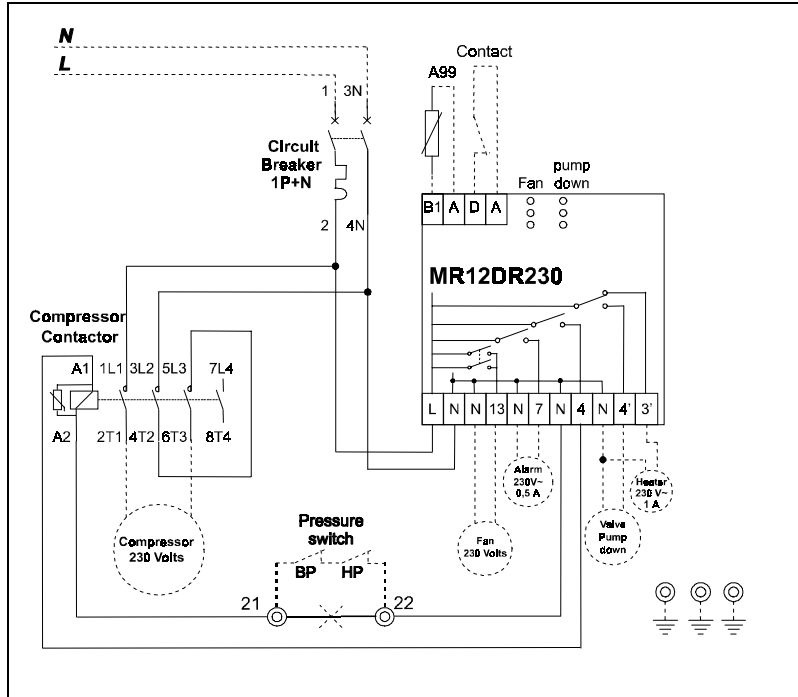 N
L
1 3N
CIrcuit
Breaker
1P+N
2 4N
A99
Contact
Fan
pump
down
B1 A D A
MR12DR230
Compressor
Contactor
A1 1L1 3L2 5L3 7L4
A2 2T1 4T2 6T3 8T4
L N N 13 N 7 N 4 N 4' 3'
Alarm
230V~
0,5 A
Heater
230 V~
1 A
Fan
230 Volts
Valve
Pump
down
Compressor
230 Volts
Pressure
switch
BP HP
21 22